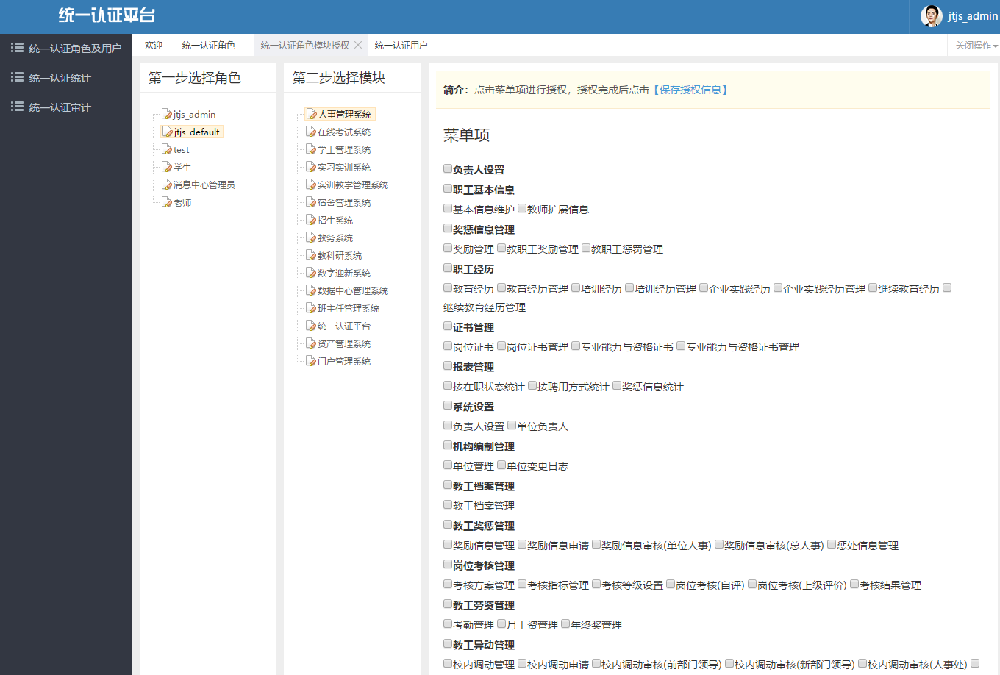 统一认证平台
jtjs_admin
统一认证角色及用户
统一认证统计
统一认证审计
欢迎 统一认证角色 统一认证角色模块授权 统一认证用户 关闭操作
第一步选择角色
jtjs_admin
jtjs_default
test
学生
消息中心管理员
老师
第二步选择模块
人事管理系统
在线考试系统
学工管理系统
实习实训系统
实训教学管理系统
宿舍管理系统
招生系统
教务系统
教科研系统
数字迎新系统
数据中心管理系统
班主任管理系统
统一认证平台
资产管理系统
门户管理系统
简介：点击菜单项进行授权，授权完成后点击【保存授权信息】
菜单项
负责人设置
职工基本信息
基本信息维护 教师扩展信息
奖惩信息管理
奖励管理 教职工奖励管理 教职工惩罚管理
职工经历
教育经历 教育经历管理 培训经历 培训经历管理 企业实践经历 企业实践经历管理 继续教育经历
继续教育经历管理
证书管理
岗位证书 岗位证书管理 专业能力与资格证书 专业能力与资格证书管理
报表管理
按在职状态统计 按聘用方式统计 奖惩信息统计
系统设置
负责人设置 单位负责人
机构编制管理
单位管理 单位变更日志
教工档案管理
教工档案管理
教工奖惩管理
奖励信息管理 奖励信息申请 奖励信息审核(单位人事) 奖励信息审核(总人事) 惩处信息管理
岗位考核管理
考核方案管理 考核指标管理 考核等级设置 岗位考核(自评) 岗位考核(上级评价) 考核结果管理
教工劳资管理
考勤管理 月工资管理 年终奖管理
教工异动管理
校内调动管理 校内调动申请 校内调动审核(前部门领导) 校内调动审核(新部门领导) 校内调动审核(人事处)